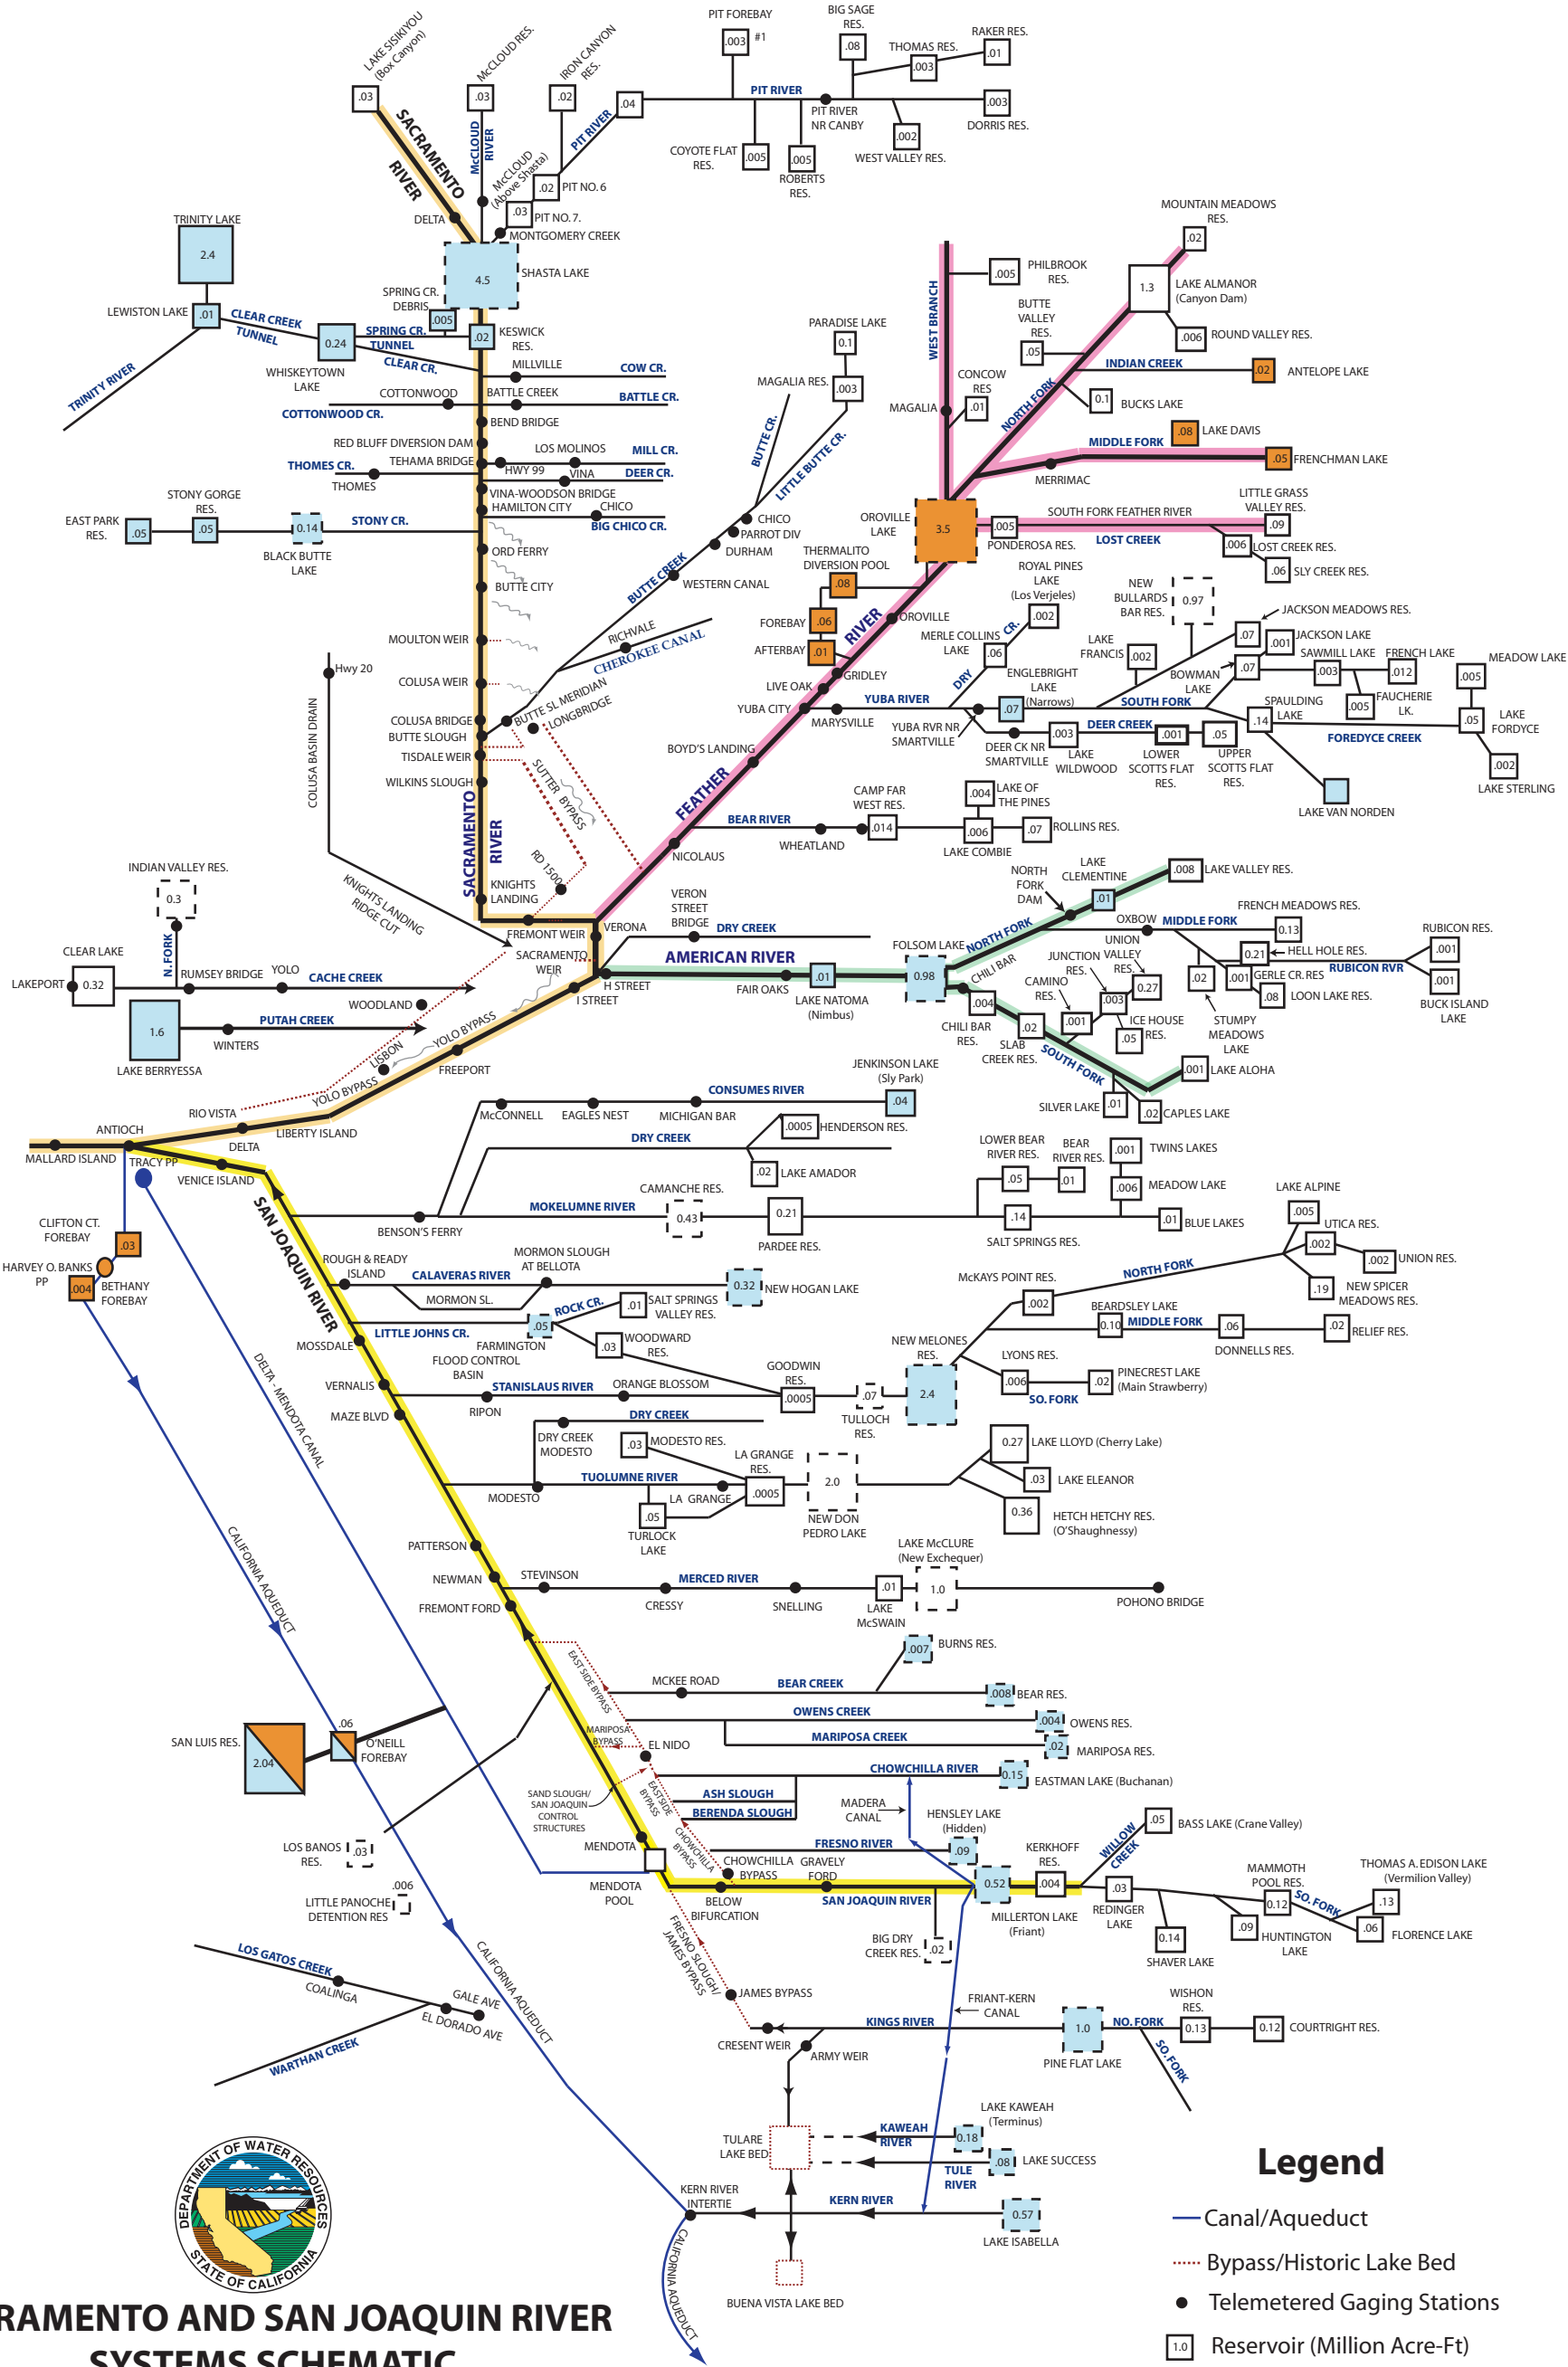 LAKE SISIKIYOU
(Box Canyon)
.03
McCLOUD RES.
.03
IRON CANYON
RES.
.02
.04
PIT FOREBAY
.003
#1
BIG SAGE
RES.
.08
THOMAS RES.
.003
RAKER RES.
.01
PIT RIVER
PIT RIVER
NR CANBY
.003
DORRIS RES.
.002
WEST VALLEY RES.
COYOTE FLAT
RES.
.005
.005
ROBERTS
RES.
SACRAMENTO
RIVER
McCLOUD
RIVER
PIT RIVER
McCLOUD
(Above Shasta)
.02
PIT NO. 6
.03
PIT NO. 7.
DELTA
MONTGOMERY CREEK
TRINITY LAKE
2.4
4.5
SHASTA LAKE
SPRING CR.
DEBRIS
.005
LEWISTON LAKE
.01
CLEAR CREEK
TUNNEL
0.24
SPRING CR.
TUNNEL
CLEAR CR.
.02
KESWICK
RES.
WHISKEYTOWN
LAKE
TRINITY RIVER
MILLVILLE
COW CR.
COTTONWOOD
BATTLE CREEK
BATTLE CR.
COTTONWOOD CR.
BEND BRIDGE
RED BLUFF DIVERSION DAM
LOS MOLINOS
MILL CR.
TEHAMA BRIDGE
HWY 99
THOMES CR.
VINA
DEER CR.
THOMES
VINA-WOODSON BRIDGE
HAMILTON CITY
CHICO
BIG CHICO CR.
STONY GORGE
RES.
EAST PARK
RES.
.05
.05
0.14
STONY CR.
BLACK BUTTE
LAKE
ORD FERRY
BUTTE CITY
MOULTON WEIR
COLUSA WEIR
COLUSA BRIDGE
BUTTE SLOUGH
TISDALE WEIR
WILKINS SLOUGH
SACRAMENTO
RIVER
Hwy 20
COLUSA BASIN DRAIN
KNIGHTS LANDING
RIDGE CUT
KNIGHTS
LANDING
PARADISE LAKE
0.1
MAGALIA RES.
.003
BUTTE CR.
LITTLE BUTTE CR.
CHICO
PARROT DIV
DURHAM
WESTERN CANAL
BUTTE CREEK
RICHVALE
CHEROKEE CANAL
BUTTE SL MERIDIAN
LONGBRIDGE
SUTTER BYPASS
RD 1500
WEST BRANCH
.005
PHILBROOK
RES.
MAGALIA
CONCOW
RES
.01
MOUNTAIN MEADOWS
RES.
.02
1.3
LAKE ALMANOR
(Canyon Dam)
BUTTE
VALLEY
RES.
.05
.006
ROUND VALLEY RES.
INDIAN CREEK
.02
ANTELOPE LAKE
0.1
BUCKS LAKE
NORTH FORK
.08
LAKE DAVIS
MIDDLE FORK
.05
FRENCHMAN LAKE
MERRIMAC
OROVILLE
LAKE
3.5
.005
PONDEROSA RES.
SOUTH FORK FEATHER RIVER
LOST CREEK
LITTLE GRASS
VALLEY RES.
.09
.006
LOST CREEK RES.
.06
SLY CREEK RES.
THERMALITO
DIVERSION POOL
.08
FOREBAY
.06
AFTERBAY
.01
OROVILLE
RIVER
GRIDLEY
LIVE OAK
YUBA CITY
MARYSVILLE
YUBA RIVER
BOYD'S LANDING
FEATHER
NICOLAUS
ROYAL PINES
LAKE
(Los Verjeles)
.002
MERLE COLLINS
LAKE
.06
DRY
CR.
ENGLEBRIGHT
LAKE
(Narrows)
.07
YUBA RVR NR
SMARTVILLE
NEW
BULLARDS
BAR RES.
0.97
LAKE
FRANCIS
.002
JACKSON MEADOWS RES.
.07
.001
JACKSON LAKE
BOWMAN
LAKE
.07
SAWMILL LAKE
.003
FRENCH LAKE
.012
.005
FAUCHERIE
LK.
SOUTH FORK
MEADOW LAKE
.005
SPAULDING
LAKE
.14
FOREDYCE CREEK
.05
LAKE
FORDYCE
.002
LAKE STERLING
LAKE VAN NORDEN
DEER CREEK
DEER CK NR
SMARTVILLE
.003
LAKE
WILDWOOD
.001
LOWER
SCOTTS FLAT
RES.
.05
UPPER
SCOTTS FLAT
RES.
BEAR RIVER
WHEATLAND
CAMP FAR
WEST RES.
.014
.004
LAKE OF
THE PINES
.006
LAKE COMBIE
.07
ROLLINS RES.
INDIAN VALLEY RES.
0.3
N. FORK
CLEAR LAKE
LAKEPORT
0.32
RUMSEY BRIDGE
YOLO
CACHE CREEK
WOODLAND
1.6
PUTAH CREEK
WINTERS
LAKE BERRYESSA
FREMONT WEIR
VERONA
SACRAMENTO
WEIR
VERON
STREET
BRIDGE
DRY CREEK
AMERICAN RIVER
H STREET
I STREET
FAIR OAKS
.01
LAKE NATOMA
(Nimbus)
FOLSOM LAKE
0.98
NORTH FORK
NORTH
FORK
DAM
LAKE
CLEMENTINE
.01
.008
LAKE VALLEY RES.
OXBOW
MIDDLE FORK
FRENCH MEADOWS RES.
0.13
0.21
HELL HOLE RES.
RUBICON RVR
RUBICON RES.
.001
.001
BUCK ISLAND
LAKE
.02
STUMPY
MEADOWS
LAKE
.001
GERLE CR. RES
.08
LOON LAKE RES.
CHILI BAR
.004
CHILI BAR
RES.
.02
SLAB
CREEK RES.
CAMINO
RES.
.001
JUNCTION
RES.
.003
UNION
VALLEY
RES.
0.27
.05
ICE HOUSE
RES.
SOUTH FORK
.001
LAKE ALOHA
SILVER LAKE
.01
.02
CAPLES LAKE
YOLO BYPASS
LISBON
YOLO BYPASS
FREEPORT
RIO VISTA
LIBERTY ISLAND
DELTA
ANTIOCH
MALLARD ISLAND
TRACY PP
VENICE ISLAND
CLIFTON CT.
FOREBAY
.03
HARVEY O. BANKS
PP
.004
BETHANY
FOREBAY
SAN JOAQUIN RIVER
CONSUMES RIVER
McCONNELL
EAGLES NEST
MICHIGAN BAR
JENKINSON LAKE
(Sly Park)
.04
DRY CREEK
.0005
HENDERSON RES.
.02
LAKE AMADOR
BENSON'S FERRY
MOKELUMNE RIVER
CAMANCHE RES.
0.43
0.21
PARDEE RES.
LOWER BEAR
RIVER RES.
.05
BEAR
RIVER RES.
.01
.001
TWINS LAKES
.006
MEADOW LAKE
.14
SALT SPRINGS RES.
.01
BLUE LAKES
ROUGH & READY
ISLAND
CALAVERAS RIVER
MORMON SLOUGH
AT BELLOTA
MORMON SL.
0.32
NEW HOGAN LAKE
LITTLE JOHNS CR.
.05
FARMINGTON
FLOOD CONTROL
BASIN
ROCK CR.
.01
SALT SPRINGS
VALLEY RES.
.03
WOODWARD
RES.
MOSSDALE
VERNALIS
MAZE BLVD
STANISLAUS RIVER
RIPON
ORANGE BLOSSOM
GOODWIN
RES.
.0005
.07
TULLOCH
RES.
NEW MELONES
RES.
2.4
McKAYS POINT RES.
.002
NORTH FORK
LAKE ALPINE
.005
UTICA RES.
.002
.002
UNION RES.
.19
NEW SPICER
MEADOWS RES.
BEARDSLEY LAKE
0.10
MIDDLE FORK
.06
DONNELLS RES.
.02
RELIEF RES.
LYONS RES.
.006
SO. FORK
.02
PINECREST LAKE
(Main Strawberry)
DRY CREEK
DRY CREEK
MODESTO
.03
MODESTO RES.
TUOLUMNE RIVER
MODESTO
LA GRANGE
LA GRANGE
RES.
.0005
.05
TURLOCK
LAKE
2.0
NEW DON
PEDRO LAKE
0.27
LAKE LLOYD (Cherry Lake)
.03
LAKE ELEANOR
0.36
HETCH HETCHY RES.
(O'Shaughnessy)
DELTA - MENDOTA CANAL
CALIFORNIA AQUEDUCT
PATTERSON
NEWMAN
FREMONT FORD
STEVINSON
MERCED RIVER
CRESSY
SNELLING
.01
LAKE
McSWAIN
LAKE McCLURE
(New Exchequer)
1.0
POHONO BRIDGE
.007
BURNS RES.
EAST SIDE BYPASS
MCKEE ROAD
BEAR CREEK
.008
BEAR RES.
OWENS CREEK
.004
OWENS RES.
MARIPOSA CREEK
.02
MARIPOSA RES.
MARIPOSA
BYPASS
EL NIDO
CHOWCHILLA RIVER
0.15
EASTMAN LAKE (Buchanan)
ASH SLOUGH
BERENDA SLOUGH
MADERA
CANAL
EASTSIDE
BYPASS
SAND SLOUGH/
SAN JOAQUIN
CONTROL
STRUCTURES
SAN LUIS RES.
2.04
.06
O'NEILL
FOREBAY
LOS BANOS
RES.
.03
.006
LITTLE PANOCHE
DETENTION RES
MENDOTA
MENDOTA
POOL
CHOWCHILLA
BYPASS
CHOWCHILLA
BYPASS
GRAVELY
FORD
BELOW
BIFURCATION
FRESNO RIVER
HENSLEY LAKE
(Hidden)
.09
SAN JOAQUIN RIVER
0.52
MILLERTON LAKE
(Friant)
KERKHOFF
RES.
.004
WILLOW
CREEK
.05
BASS LAKE (Crane Valley)
.03
REDINGER
LAKE
0.14
SHAVER LAKE
.09
HUNTINGTON
LAKE
MAMMOTH
POOL RES.
0.12
SO. FORK
THOMAS A. EDISON LAKE
(Vermilion Valley)
.13
.06
FLORENCE LAKE
BIG DRY
CREEK RES.
.02
FRESNO SLOUGH/
JAMES BYPASS
JAMES BYPASS
LOS GATOS CREEK
COALINGA
GALE AVE
EL DORADO AVE
WARTHAN CREEK
CALIFORNIA AQUEDUCT
FRIANT-KERN
CANAL
KINGS RIVER
CRESENT WEIR
ARMY WEIR
1.0
PINE FLAT LAKE
NO. FORK
SO. FORK
WISHON
RES.
0.13
0.12
COURTRIGHT RES.
TULARE
LAKE BED
KAWEAH
RIVER
LAKE KAWEAH
(Terminus)
0.18
.08
LAKE SUCCESS
TULE
RIVER
KERN RIVER
INTERTIE
KERN RIVER
0.57
LAKE ISABELLA
CALIFORNIA AQUEDUCT
BUENA VISTA LAKE BED
DEPARTMENT OF WATER RESOURCES
STATE OF CALIFORNIA
RAMENTO AND SAN JOAQUIN RIVER
SYSTEMS SCHEMATIC
Legend
Canal/Aqueduct
Bypass/Historic Lake Bed
Telemetered Gaging Stations
1.0
Reservoir (Million Acre-Ft)